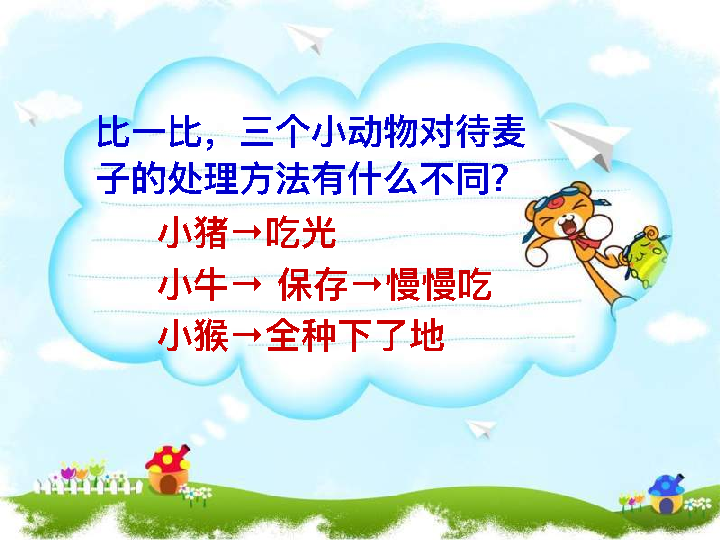 比一比，三个小动物对待麦
子的处理方法有什么不同?
小猪→吃光
小牛→ 保存→慢慢吃
小猴→全种下了地